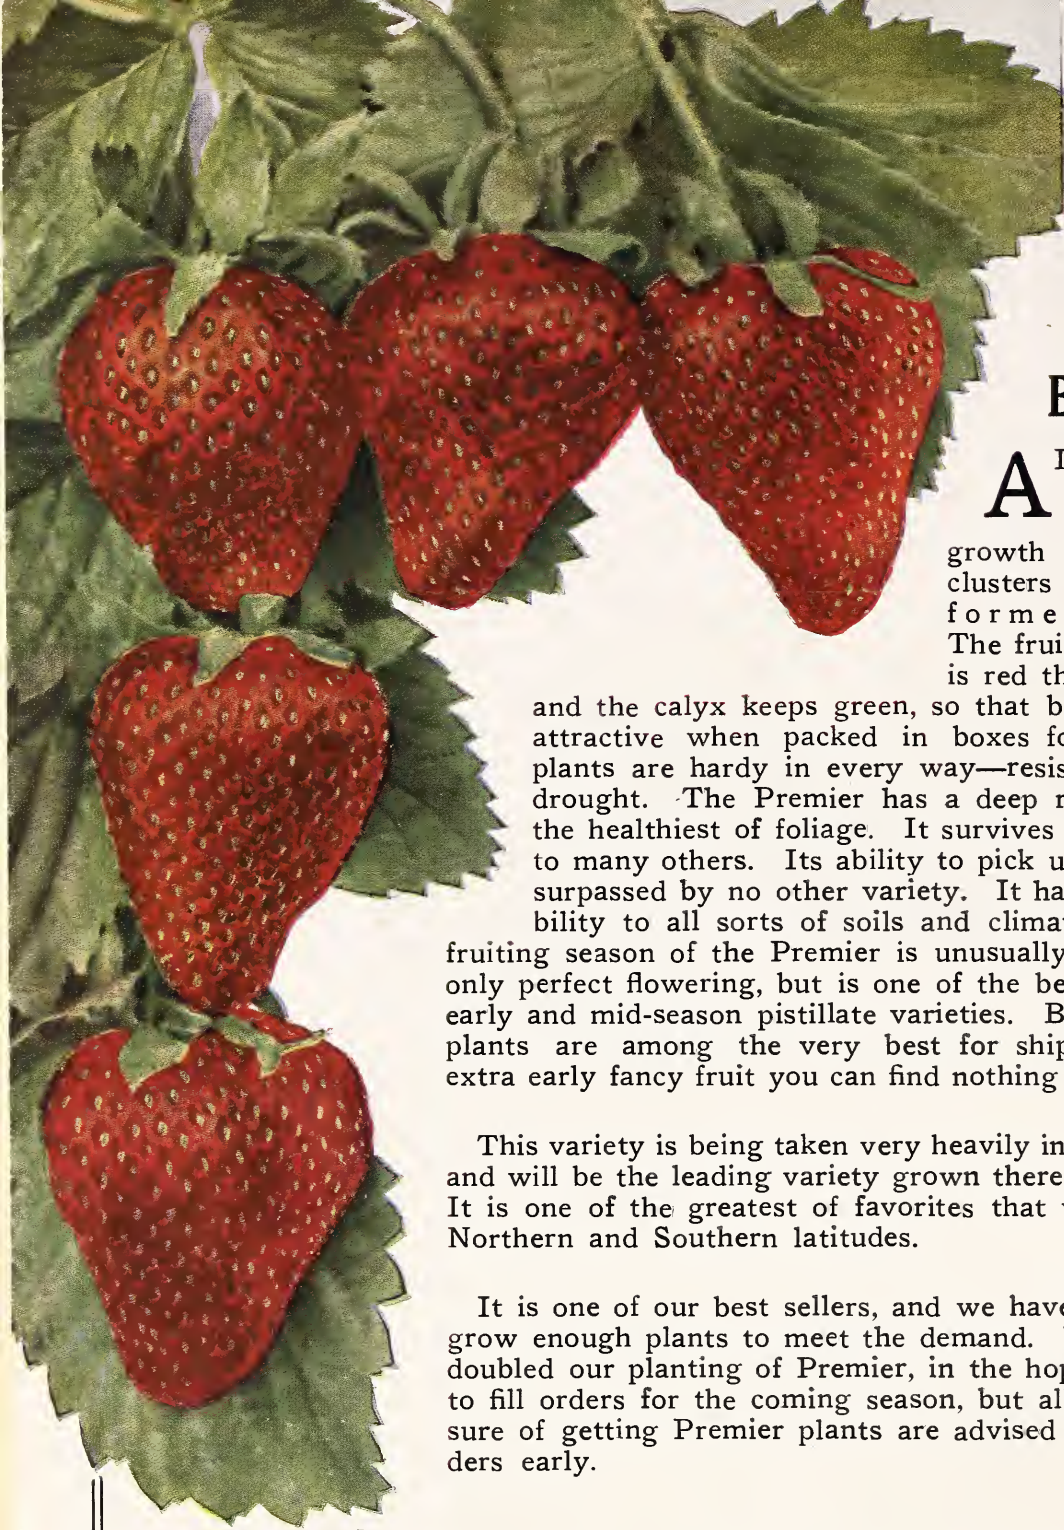 A
growth
clusters
forme
The frui
is red th
and the calyx keeps green, so that b
attractive when packed in boxes fo
plants are hardy in every way—resis
drought. The Premier has a deep r
the healthiest of foliage. It survives
to many others. Its ability to pick u
surpassed by no other variety. It ha
bility to all sorts of soils and clima
fruiting season of the Premier is unusually
only perfect flowering, but is one of the be
early and mid-season pistillate varieties. B
plants are among the very best for ship
extra early fancy fruit you can find nothing
This variety is being taken very heavily in
and will be the leading variety grown there
It is one of the greatest of favorites that
Northern and Southern latitudes.
It is one of our best sellers, and we have
grow enough plants to meet the demand.
doubled our planting of Premier, in the hop
to fill orders for the coming season, but al
sure of getting Premier plants are advised
ders early.